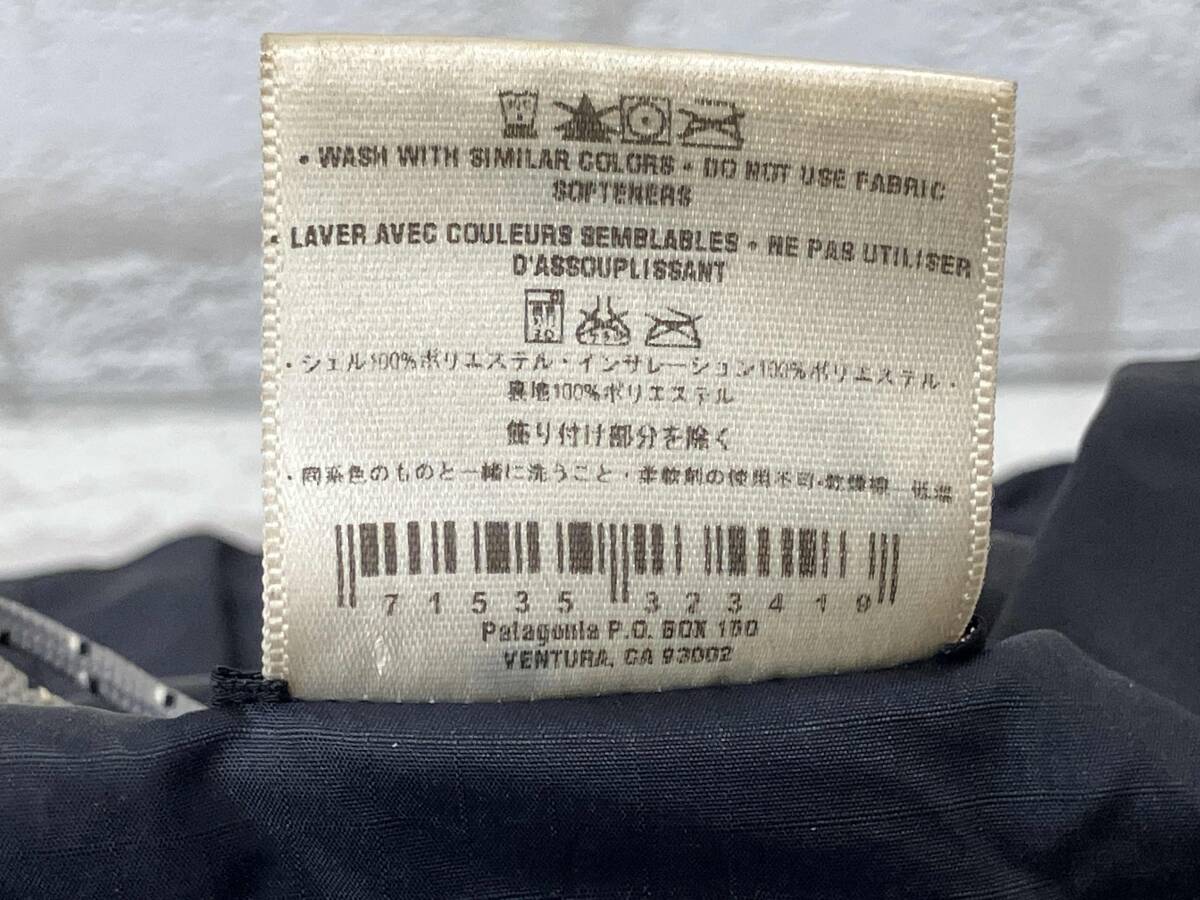 • WASH WITH SIMILAR COLORS • DO NOT USE FABRIC
SOFTENERS
• LAVER AVEC COULEURS SEMBLABLES • NE PAS UTILISER
D'ASSOUPLISSANT
・シェル100%ポリエステル・インサレーション100%ポリエステル・
裏地100%ポリエステル
飾り付け部分を除く
・同系色のものと一緒に洗うこと・柔軟剤の使用不可・乾燥機 低温
71535 323419
Patagonia P.O. BOX 150
VENTURA, CA 93002